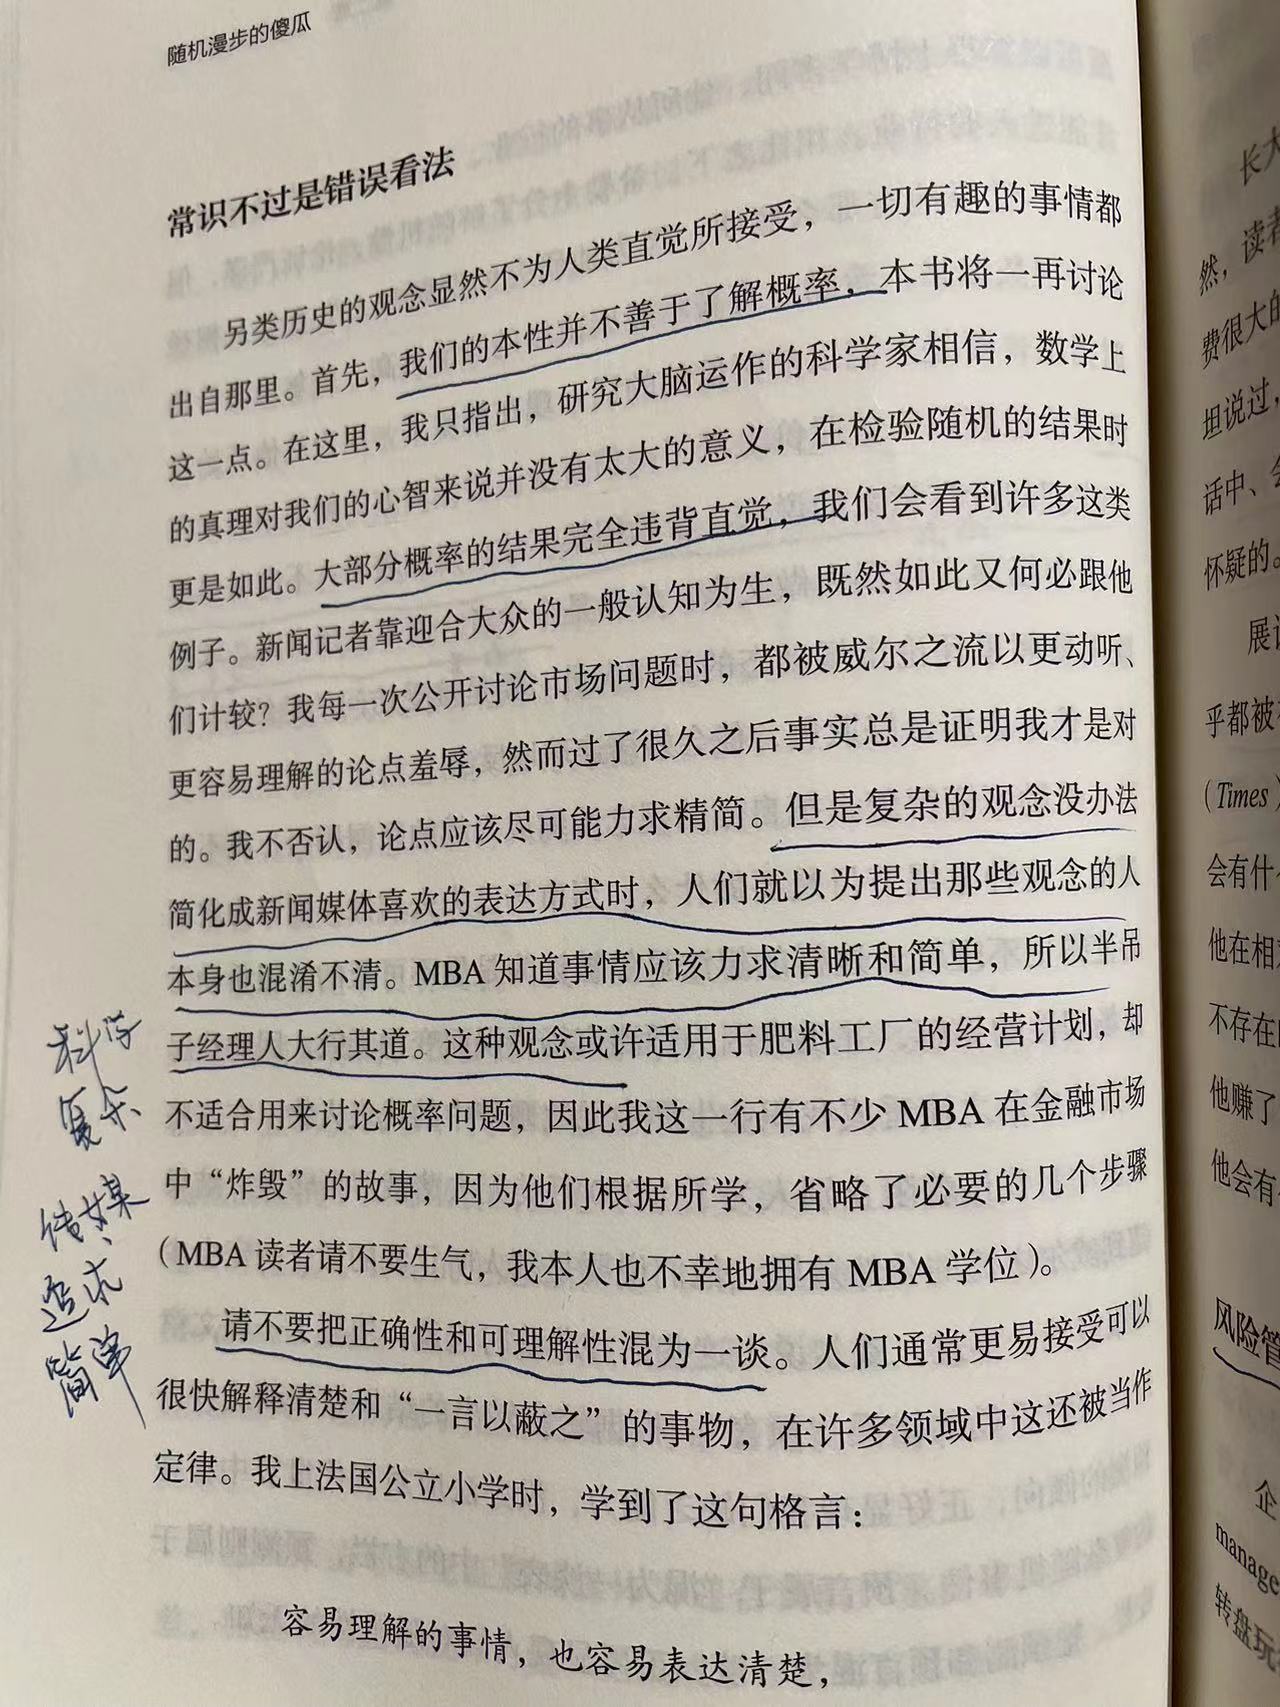 随机漫步的傻瓜
常识不过是错误看法
另类历史的观念显然不为人类直觉所接受，一切有趣的事情都
出自那里。首先，我们的本性并不善于了解概率，本书将一再讨论
这一点。在这里，我只指出，研究大脑运作的科学家相信，数学上
的真理对我们的心智来说并没有太大的意义，在检验随机的结果时
更是如此。大部分概率的结果完全违背直觉，我们会看到许多这类
例子。新闻记者靠迎合大众的一般认知为生，既然如此又何必跟他
们计较？我每一次公开讨论市场问题时，都被威尔之流以更动听、
更容易理解的论点羞辱，然而过了很久之后事实总是证明我才是对
的。我不否认，论点应该尽可能力求精简。但是复杂的观念没办法
简化成新闻媒体喜欢的表达方式时，人们就以为提出那些观念的人
本身也混淆不清。MBA 知道事情应该力求清晰和简单，所以半吊
子经理人大行其道。这种观念或许适用于肥料工厂的经营计划，却
不适合用来讨论概率问题，因此我这一行有不少 MBA 在金融市场
中“炸毁”的故事，因为他们根据所学，省略了必要的几个步骤
（MBA 读者请不要生气，我本人也不幸地拥有 MBA 学位）。
请不要把正确性和可理解性混为一谈。人们通常更易接受可以
很快解释清楚和“一言以蔽之”的事物，在许多领域中这还被当作
定律。我上法国公立小学时，学到了这句格言：
容易理解的事情，也容易表达清楚，
科学
复杂
传媒
追求
简单
长大
然，读者
费很大的
坦说过，
话中、
怀疑的。
展
乎都被
（Times）
会有什
他在相
不存在
他赚了
他会有
风险管
企
manage
转盘玩